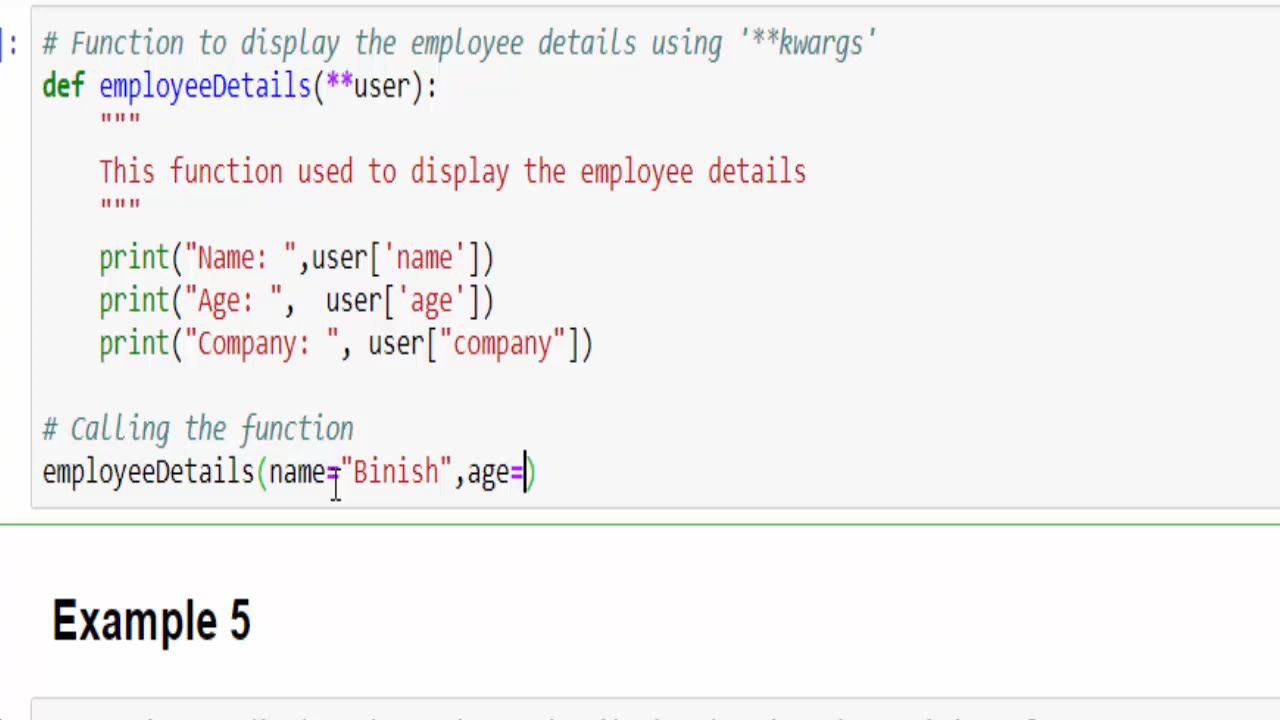 ]: # Function to display the employee details using '**kwargs'
def employeeDetails(**user):
"""
This function used to display the employee details
"""
print("Name: ",user['name'])
print("Age: ",  user['age'])
print("Company: ", user["company"])
# Calling the function
employeeDetails(name="Binish",age=)
Example 5